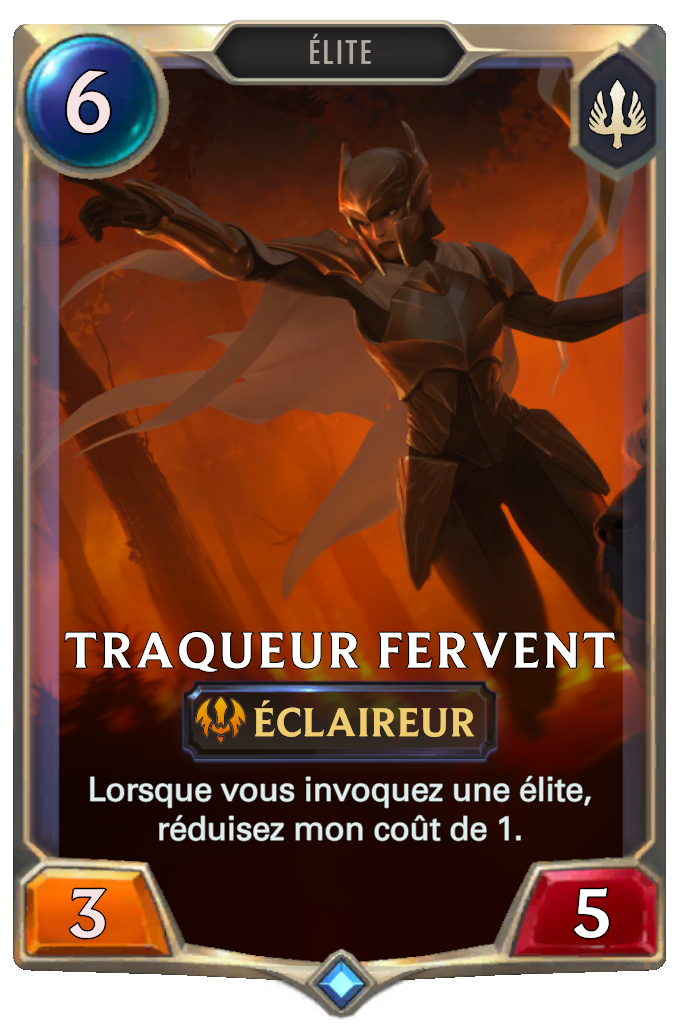 ÉLITE
6
TRAQUEUR FERVENT
ÉCLAIREUR
Lorsque vous invoquez une élite,
réduisez mon coût de 1.
3
5